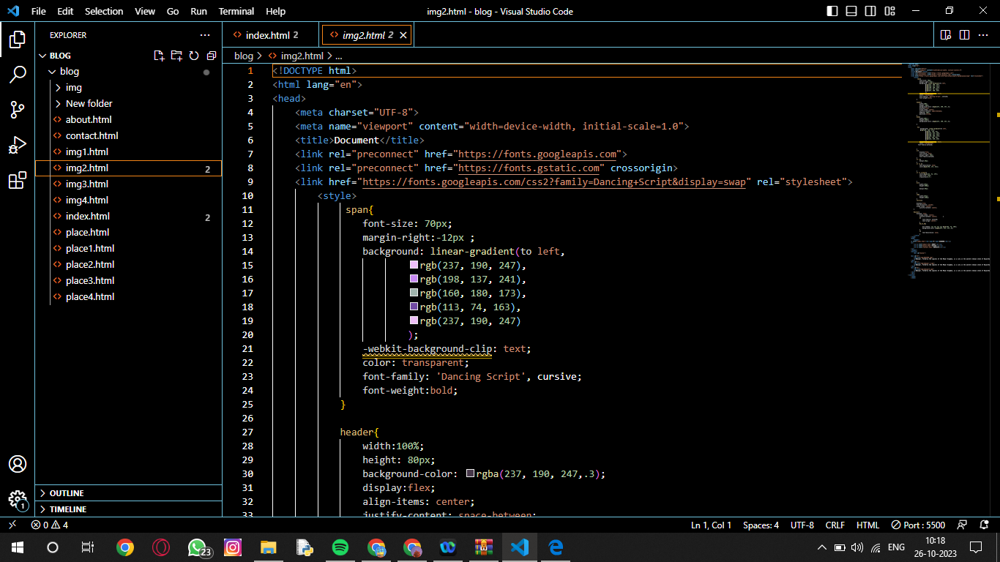 File Edit Selection View Go Run Terminal Help
img2.html - blog - Visual Studio Code
EXPLORER
BLOG
blog
img
New folder
about.html
contact.html
img1.html
img2.html 2
img3.html
img4.html
index.html 2
place.html
place1.html
place2.html
place3.html
place4.html
OUTLINE
TIMELINE
index.html 2
img2.html 2
blog > img2.html > ...
1 <!DOCTYPE html>
2 <html lang="en">
3 <head>
4 <meta charset="UTF-8">
5 <meta name="viewport" content="width=device-width, initial-scale=1.0">
6 <title>Document</title>
7 <link rel="preconnect" href="https://fonts.googleapis.com">
8 <link rel="preconnect" href="https://fonts.gstatic.com" crossorigin>
9 <link href="https://fonts.googleapis.com/css2?family=Dancing+Script&display=swap" rel="stylesheet">
10 <style>
11 span{
12 font-size: 70px;
13 margin-right:-12px ;
14 background: linear-gradient(to left,
15 rgb(237, 190, 247),
16 rgb(198, 137, 241),
17 rgb(160, 180, 173),
18 rgb(113, 74, 163),
19 rgb(237, 190, 247)
20 );
21 -webkit-background-clip: text;
22 color: transparent;
23 font-family: 'Dancing Script', cursive;
24 font-weight:bold;
25 }
26
27 header{
28 width:100%;
29 height: 80px;
30 background-color: rgba(237, 190, 247,.3);
31 display:flex;
32 align-items: center;
33 justify-content: space-between;
1
0 4
Ln 1, Col 1 Spaces: 4 UTF-8 CRLF HTML Port : 5500
23
ENG
10:18
26-10-2023